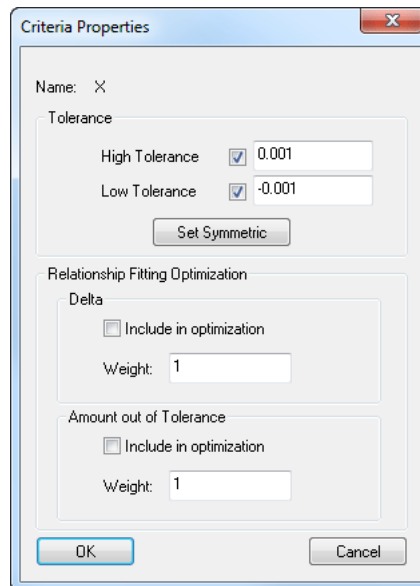 Criteria Properties
Name: X
Tolerance
High Tolerance 0.001
Low Tolerance -0.001
Set Symmetric
Relationship Fitting Optimization
Delta
Include in optimization
Weight: 1
Amount out of Tolerance
Include in optimization
Weight: 1
OK Cancel